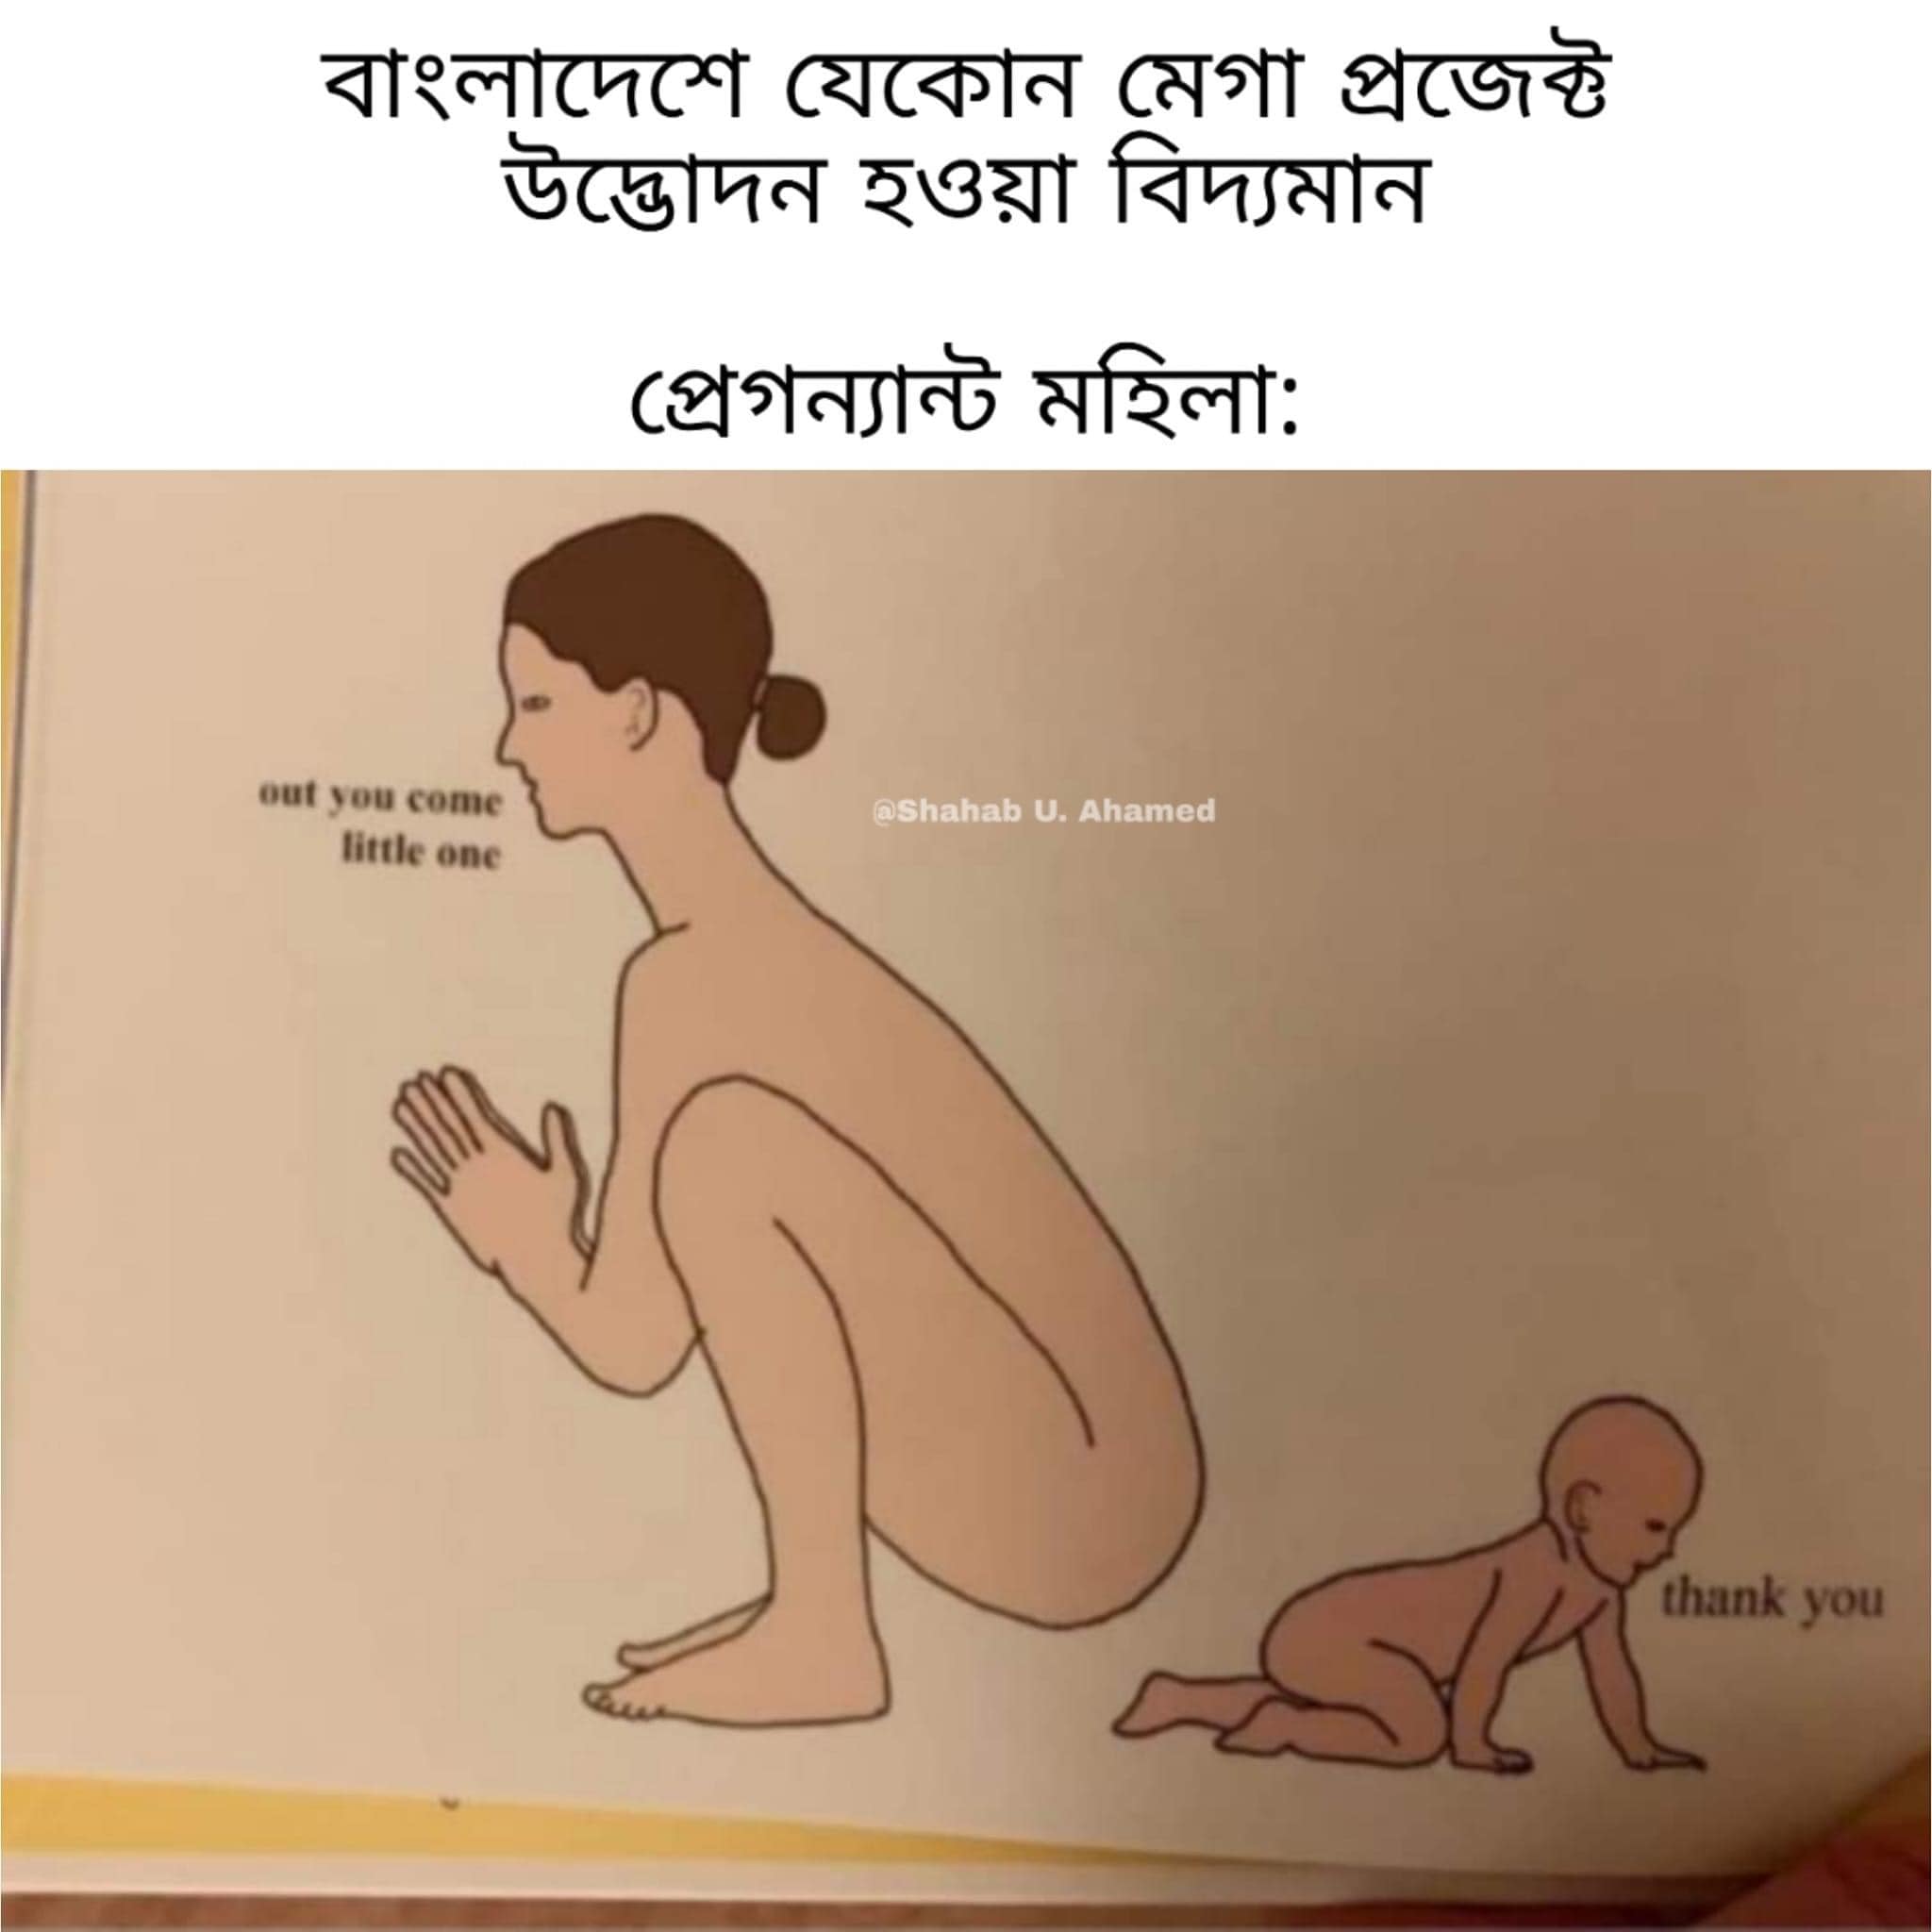 বাংলাদেশে যেকোন মেগা প্রজেক্ট
উদ্ভোদন হওয়া বিদ্যমান
প্রেগন্যান্ট মহিলা:
out you come
little one
@Shahab U. Ahamed
thank you